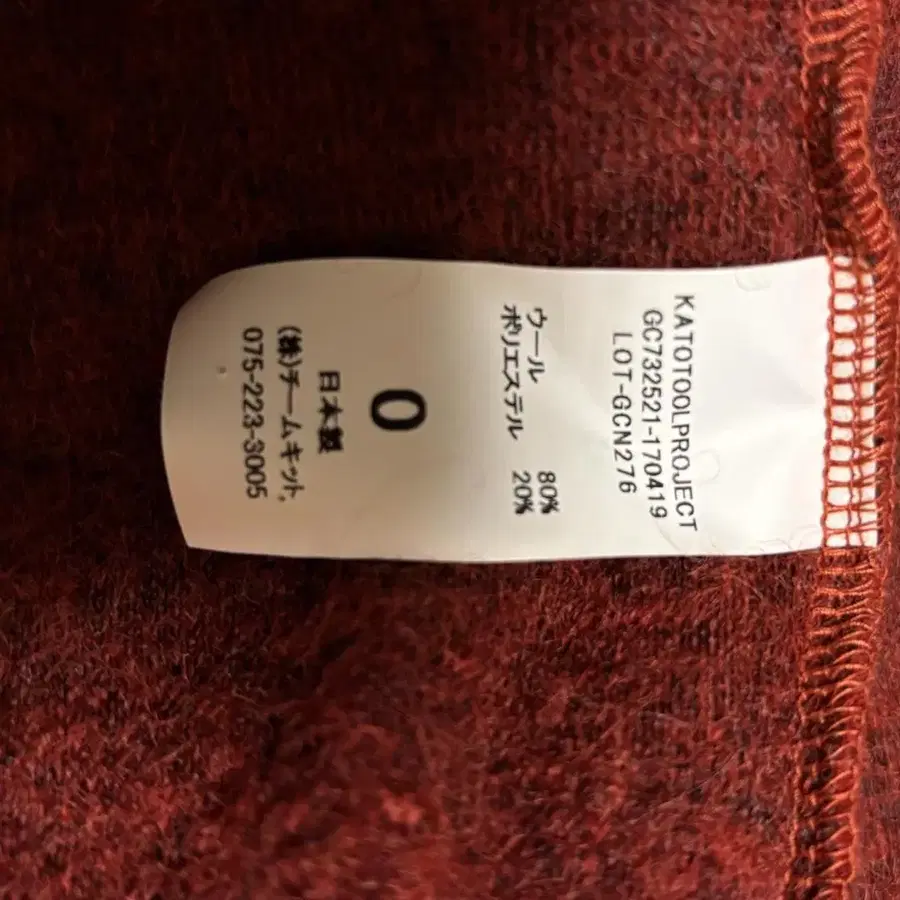 KATOTOOLPROJECT
GC732521-170419
LOT-GCN276
ウール 80%
ポリエステル 20%
0
日本製
(株)チームキット.
075-223-3005